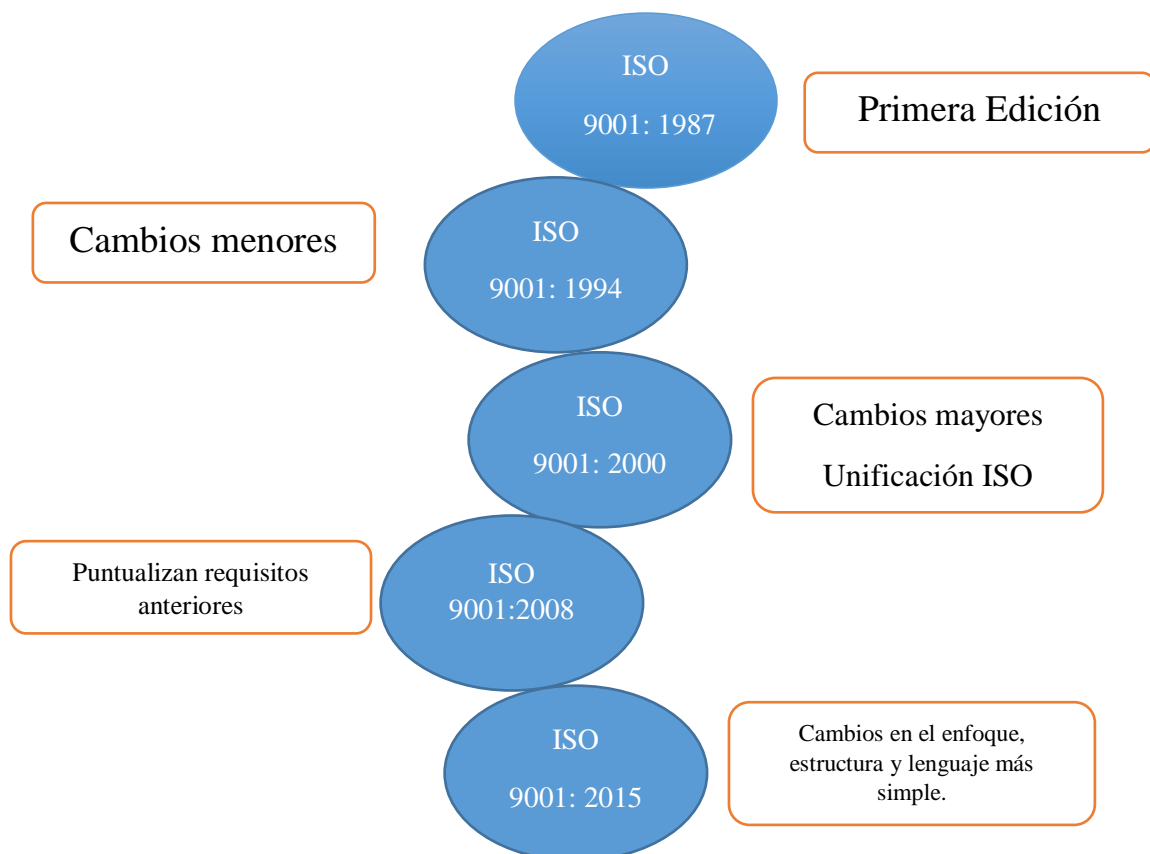 ISO
9001: 1987
Primera Edición
Cambios menores
ISO
9001: 1994
ISO
9001: 2000
Cambios mayores
Unificación ISO
Puntualizan requisitos
anteriores
ISO
9001:2008
ISO
9001: 2015
Cambios en el enfoque,
estructura y lenguaje más
simple.